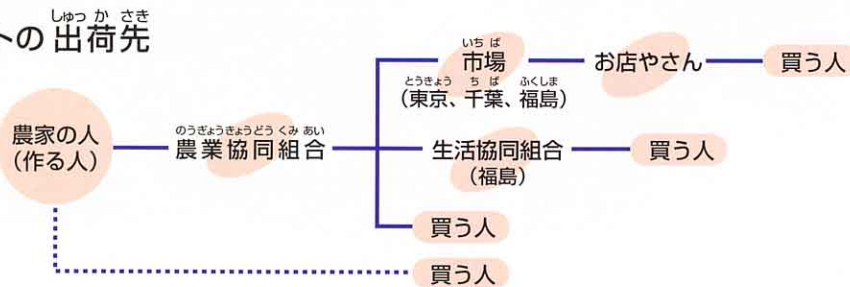 トの出荷先
しゅっ か さき
市場
いち ば
(東京、千葉、福島)
とうきょう ち ば ふくしま
お店やさん
買う人
農家の人
(作る人)
農業協同組合
のうぎょうきょうどう くみ あい
生活協同組合
(福島)
買う人
買う人
買う人